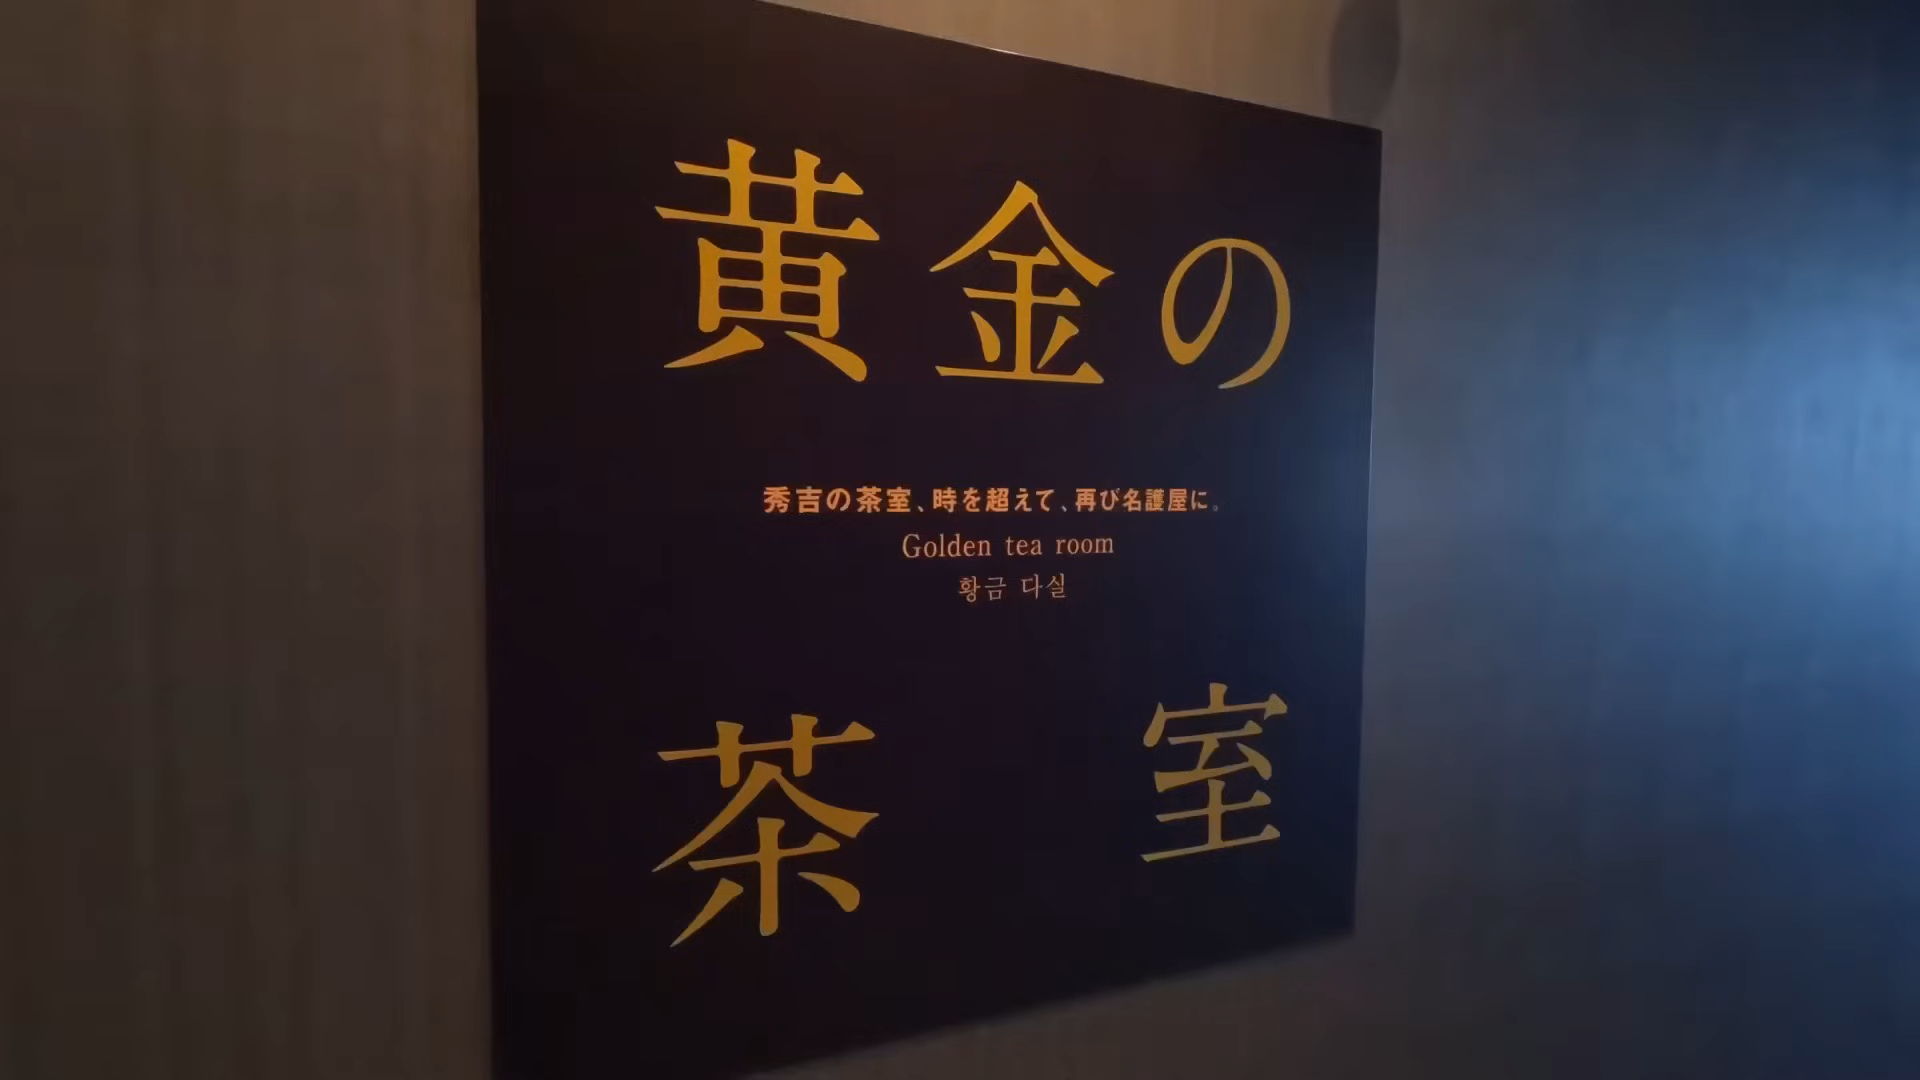 黄金の
秀吉の茶室、時を超えて、再び名護屋に。
Golden tea room
황금 다실
茶室